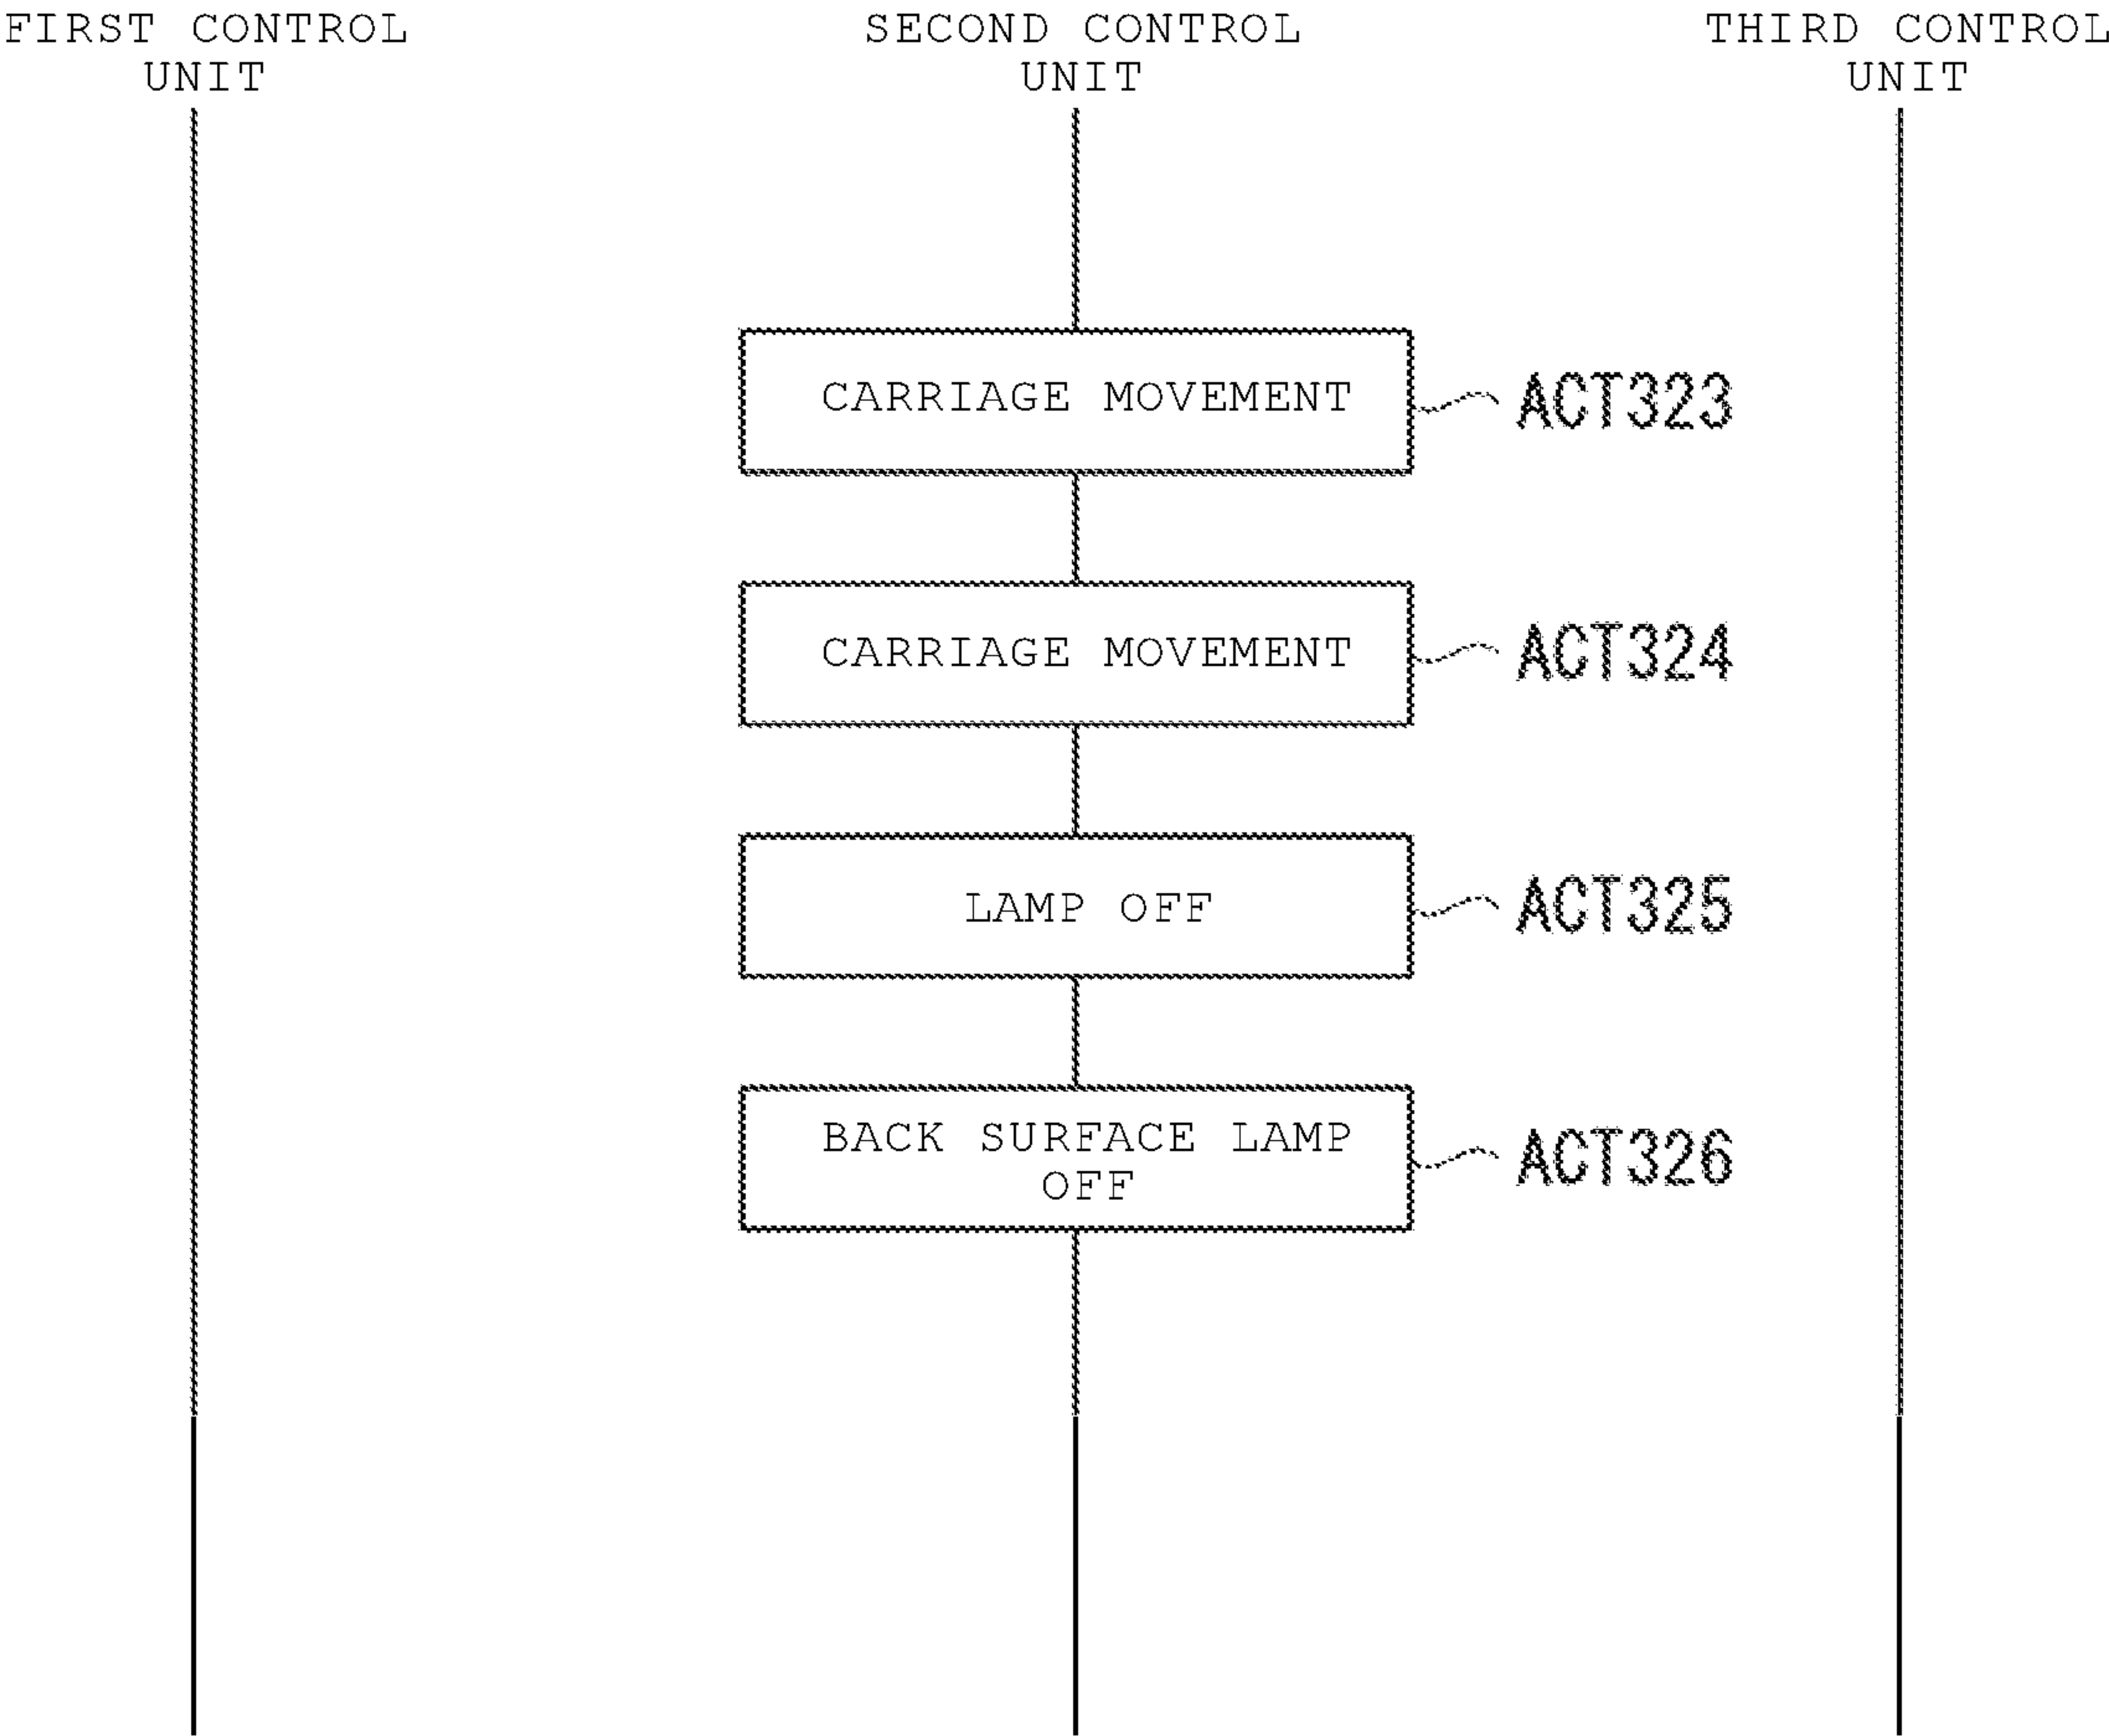 FIRST CONTROL
UNIT
SECOND CONTROL
UNIT
THIRD CONTROL
UNIT
CARRIAGE MOVEMENT
ACT323
CARRIAGE MOVEMENT
ACT324
LAMP OFF
ACT325
BACK SURFACE LAMP
OFF
ACT326